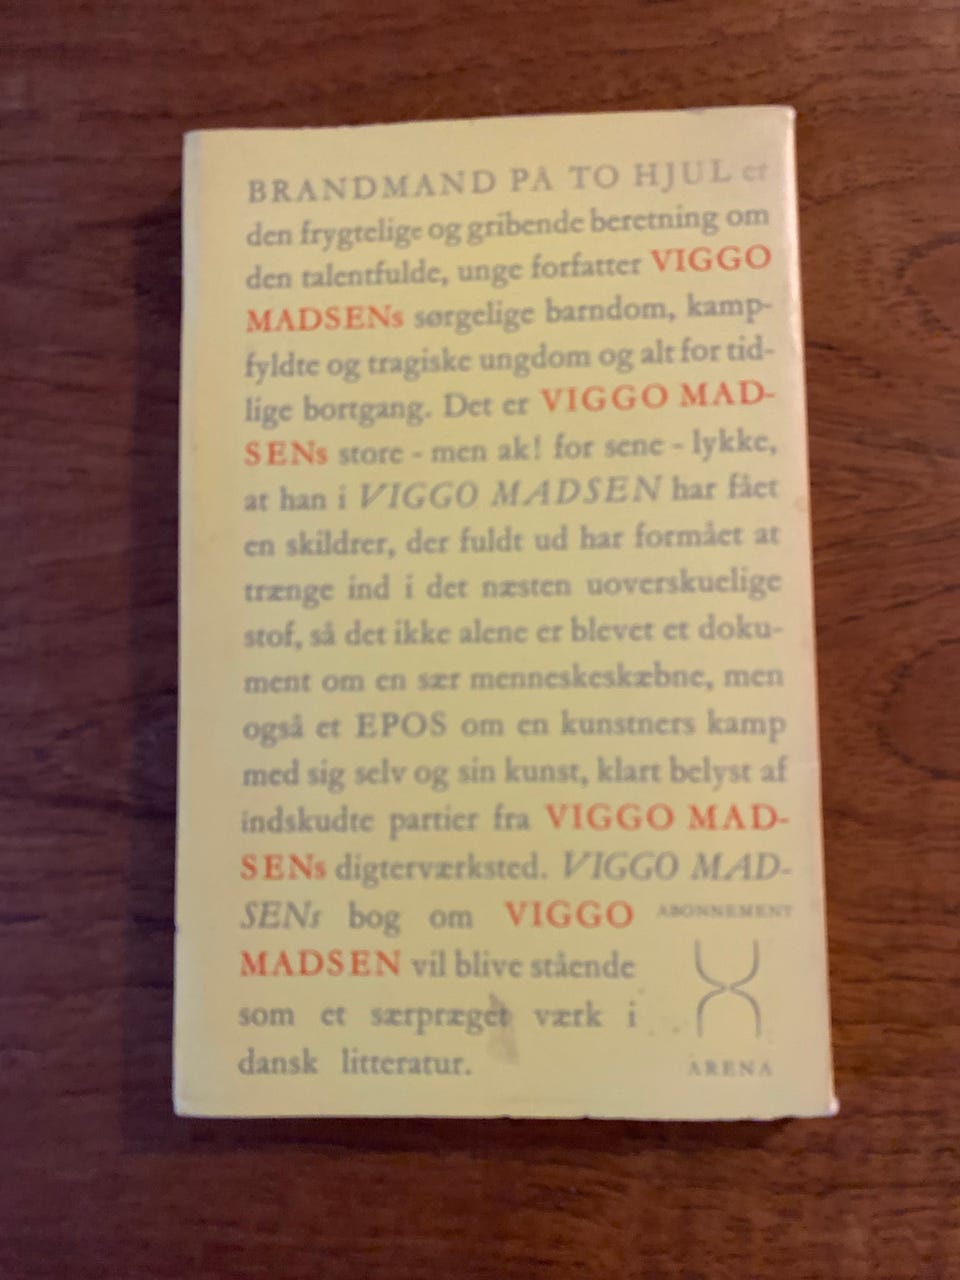 BRANDMAND PÅ TO HJUL er
den frygtelige og gribende beretning om
den talentfulde, unge forfatter VIGGO
MADSENs sørgelige barndom, kamp-
fyldte og tragiske ungdom og alt for tid-
lige bortgang. Det er VIGGO MAD-
SENs store - men ak! for sene - lykke,
at han i VIGGO MADSEN har fået
en skildrer, der fuldt ud har formået at
trænge ind i det næsten uoverskuelige
stof, så det ikke alene er blevet et doku-
ment om en sær menneskeskæbne, men
også et EPOS om en kunstners kamp
med sig selv og sin kunst, klart belyst af
indskudte partier fra VIGGO MAD-
SENs digterværksted. VIGGO MAD-
SENs bog om VIGGO
MADSEN vil blive stående
som et særpræget værk i
dansk litteratur.
ABONNEMENT
ARENA